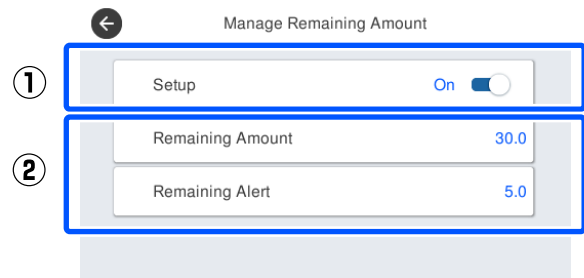 Manage Remaining Amount
①
Setup On
②
Remaining Amount 30.0
Remaining Alert 5.0